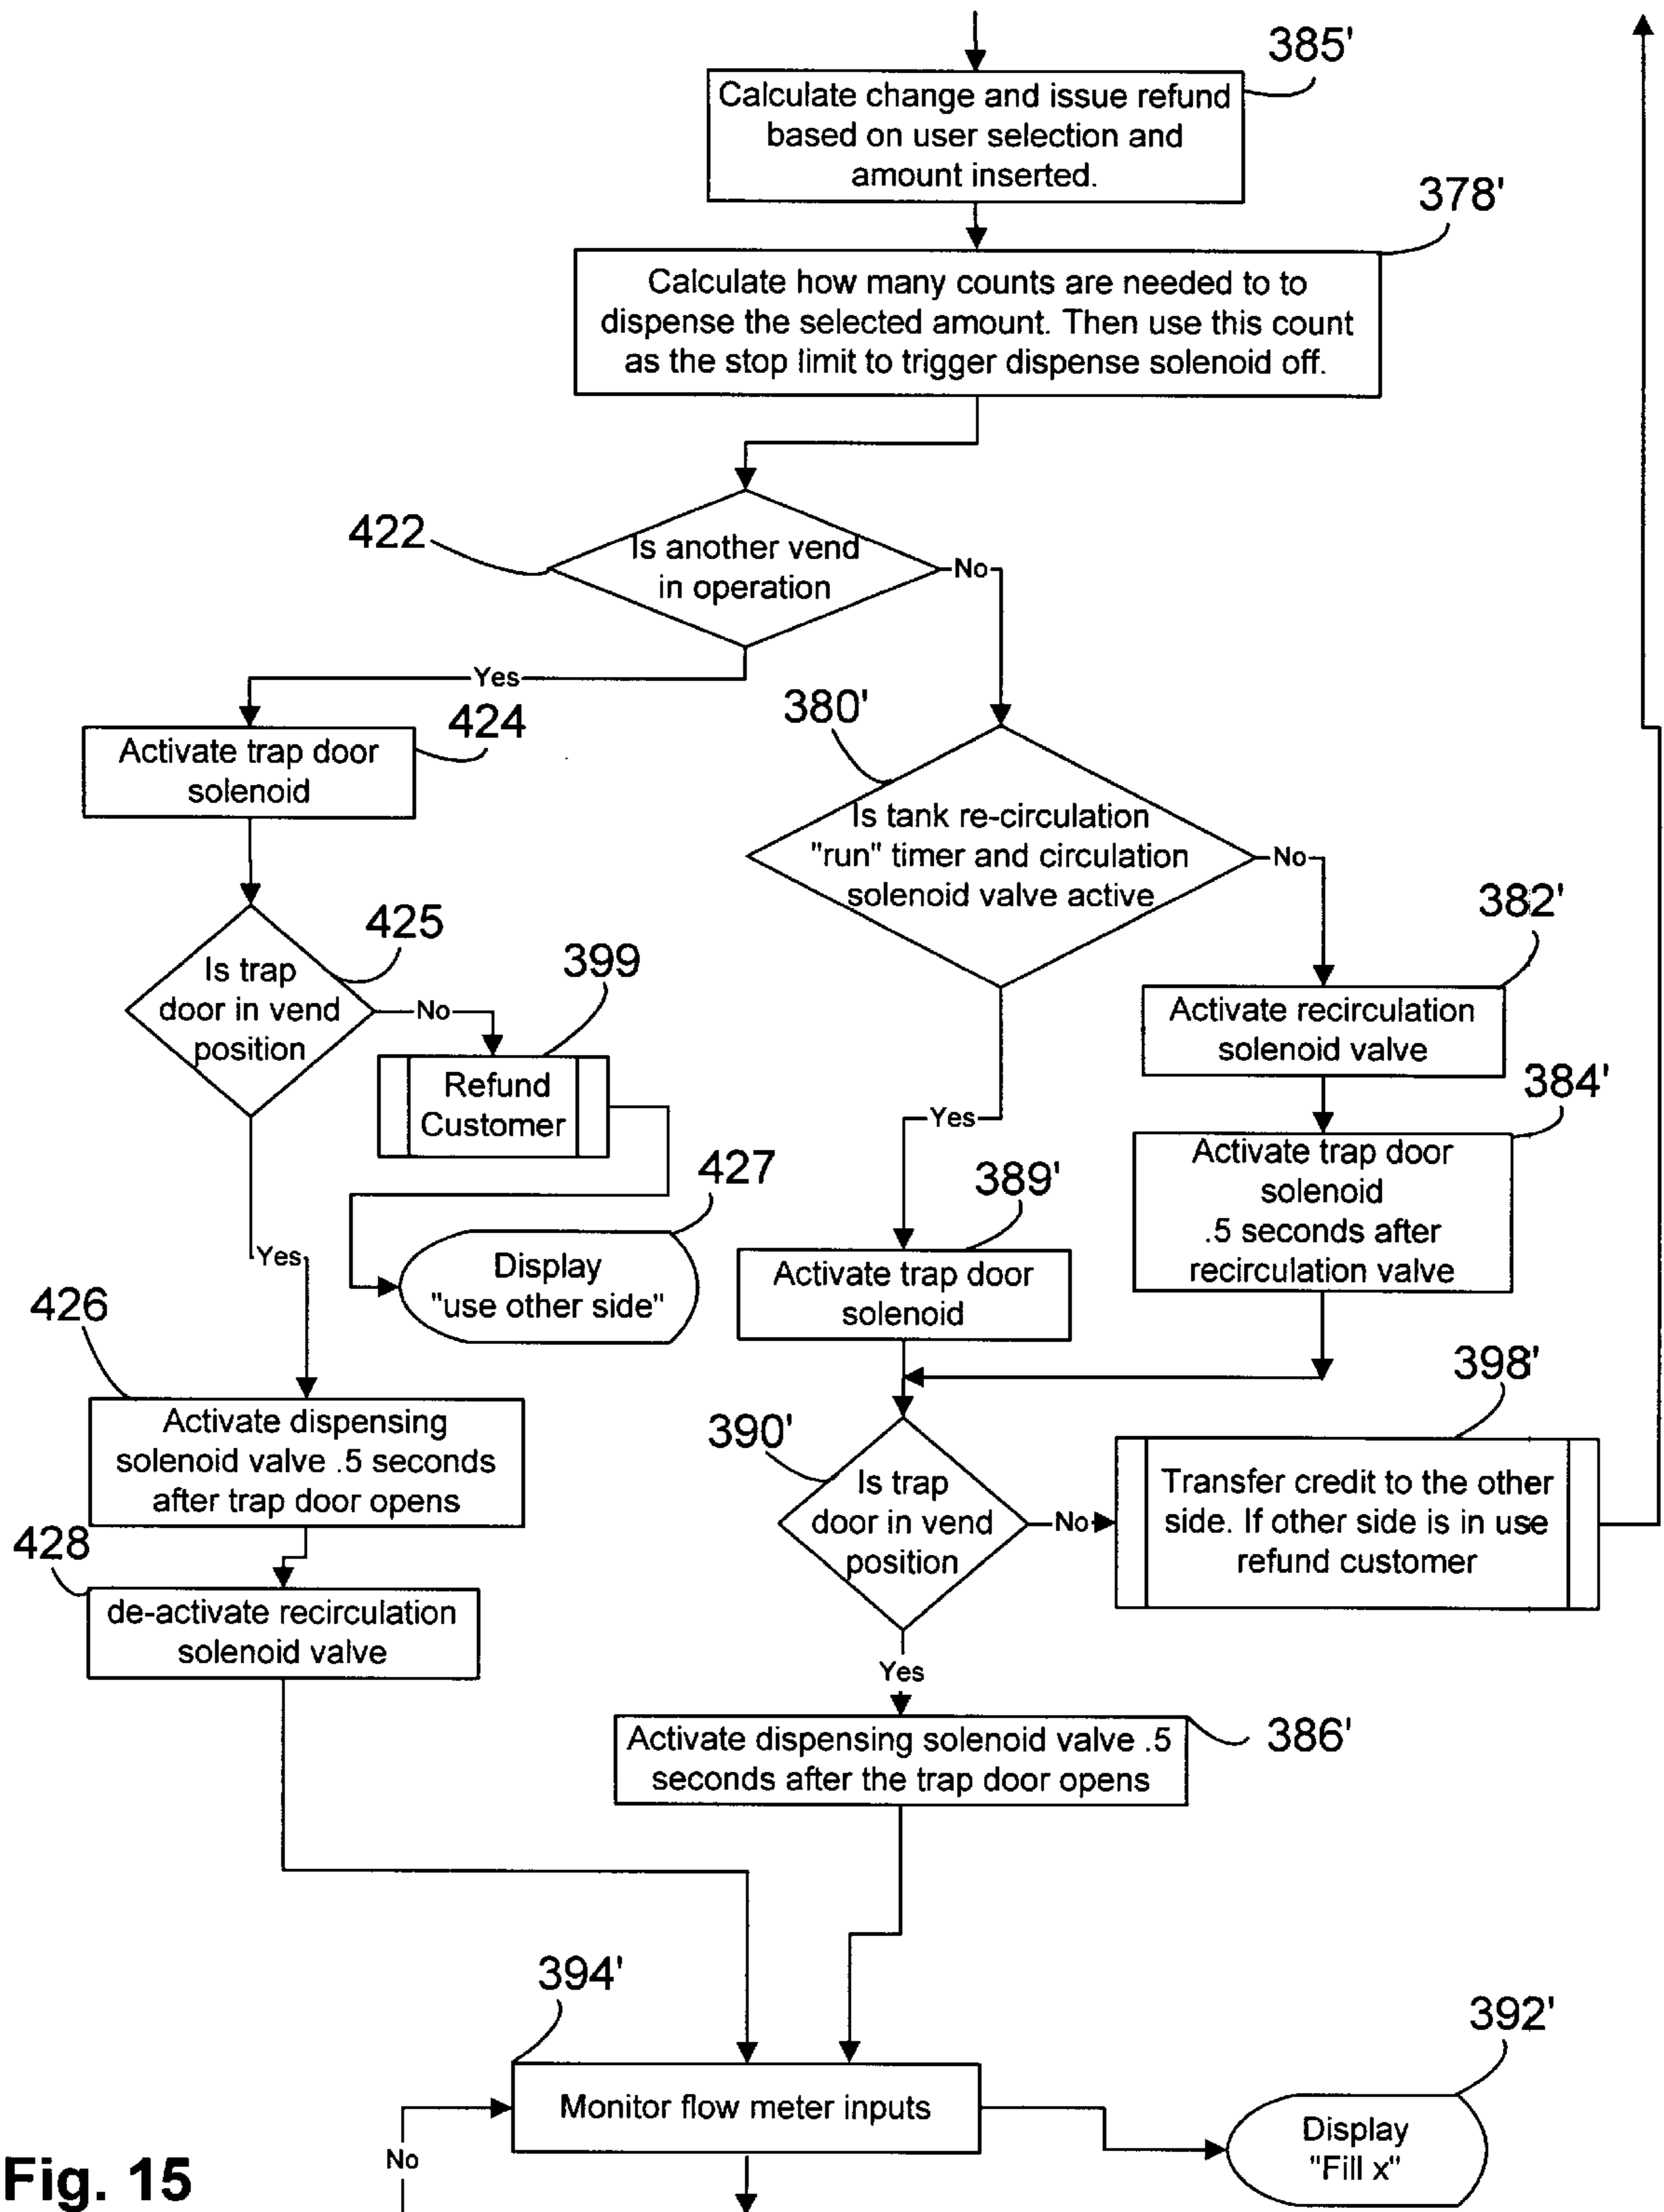 385'
Calculate change and issue refund
based on user selection and
amount inserted.
378'
Calculate how many counts are needed to to
dispense the selected amount. Then use this count
as the stop limit to trigger dispense solenoid off.
422
Is another vend
in operation
No
Yes
424
Activate trap door
solenoid
380'
Is tank re-circulation
"run" timer and circulation
solenoid valve active
No
382'
Activate recirculation
solenoid valve
425
Is trap
door in vend
position
No
399
Refund
Customer
384'
Activate trap door
solenoid
.5 seconds after
recirculation valve
Yes
427
Display
"use other side"
389'
Activate trap door
solenoid
Yes
426
Activate dispensing
solenoid valve .5 seconds
after trap door opens
398'
390'
Is trap
door in vend
position
No
Transfer credit to the other
side. If other side is in use
refund customer
428
de-activate recirculation
solenoid valve
Yes
Activate dispensing solenoid valve .5
seconds after the trap door opens
386'
394'
Monitor flow meter inputs
392'
Display
"Fill x"
No
Fig. 15